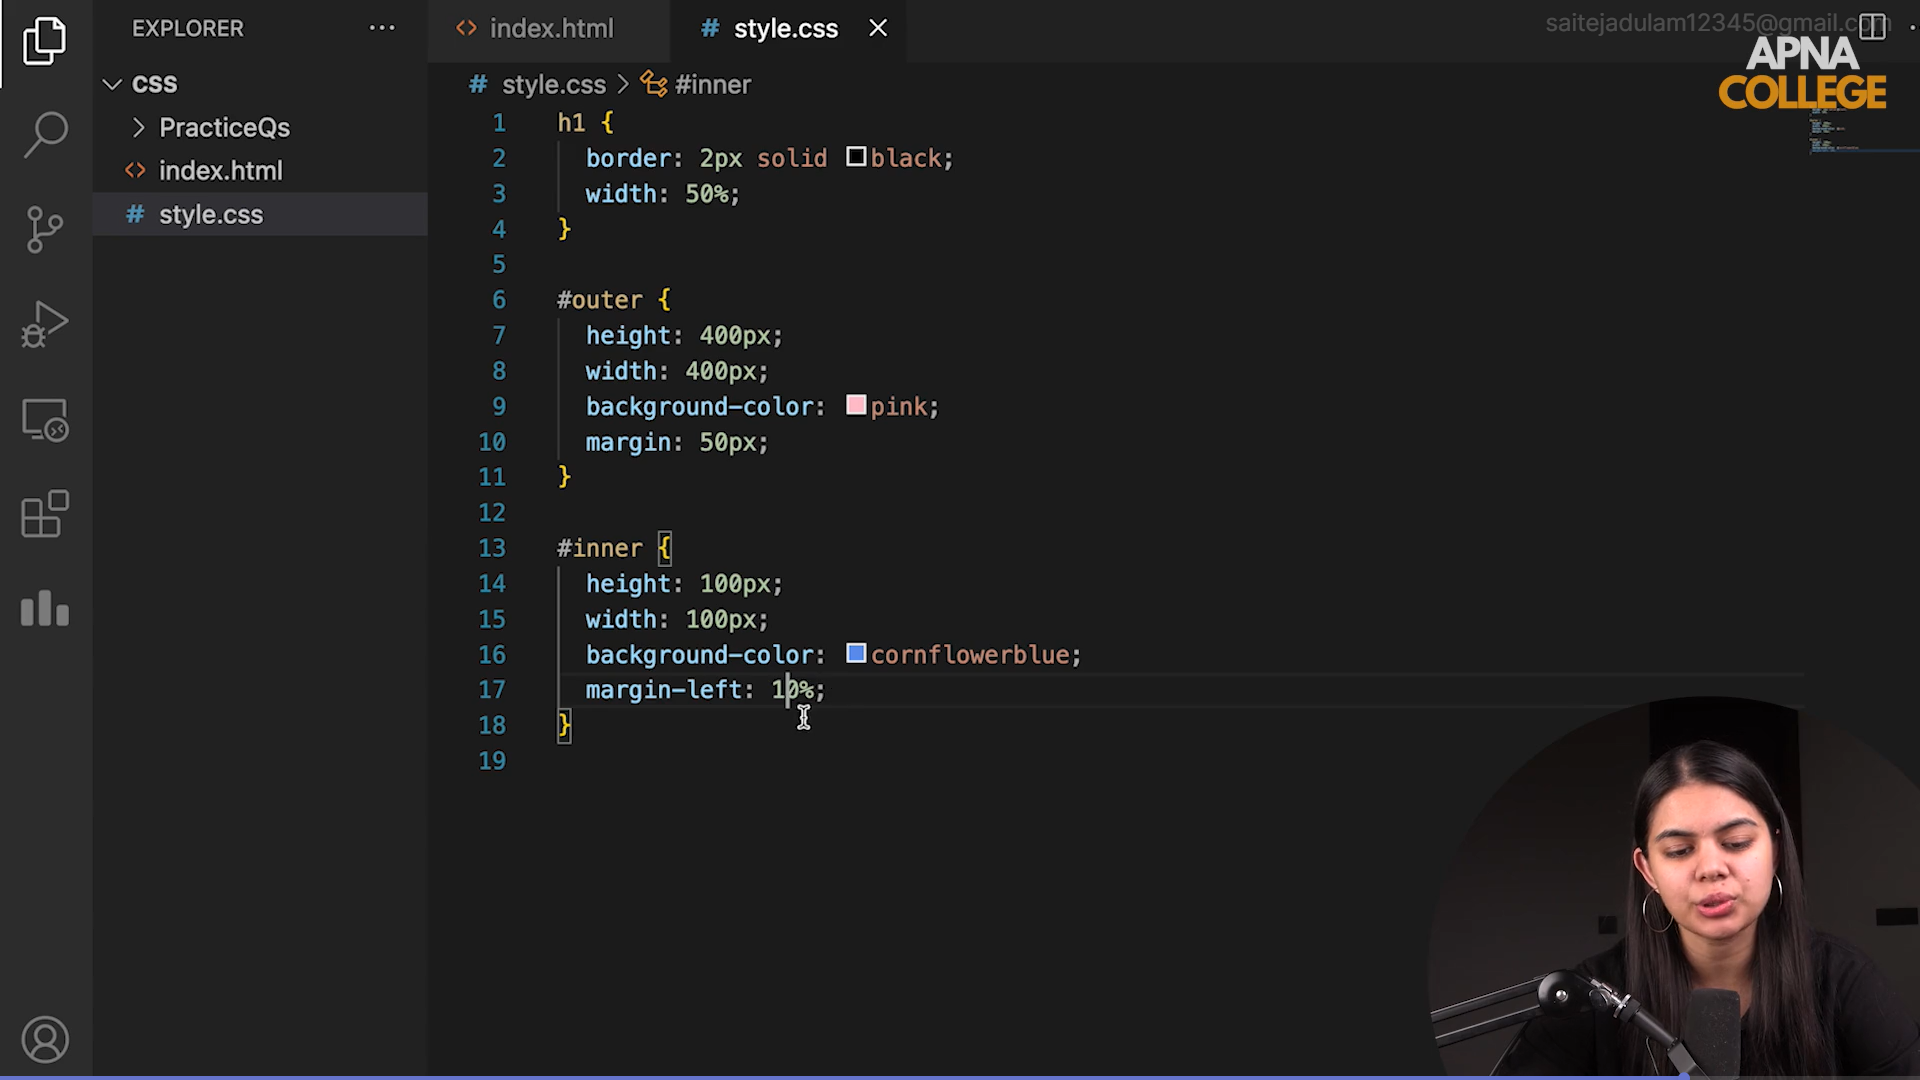 EXPLORER
CSS
PracticeQs
index.html
style.css
index.html
style.css
saitejadulam12345@gmail.com
APNA
COLLEGE
style.css > #inner
1 h1 {
2 border: 2px solid black;
3 width: 50%;
4 }
5
6 #outer {
7 height: 400px;
8 width: 400px;
9 background-color: pink;
10 margin: 50px;
11 }
12
13 #inner {
14 height: 100px;
15 width: 100px;
16 background-color: cornflowerblue;
17 margin-left: 10%;
18 }
19